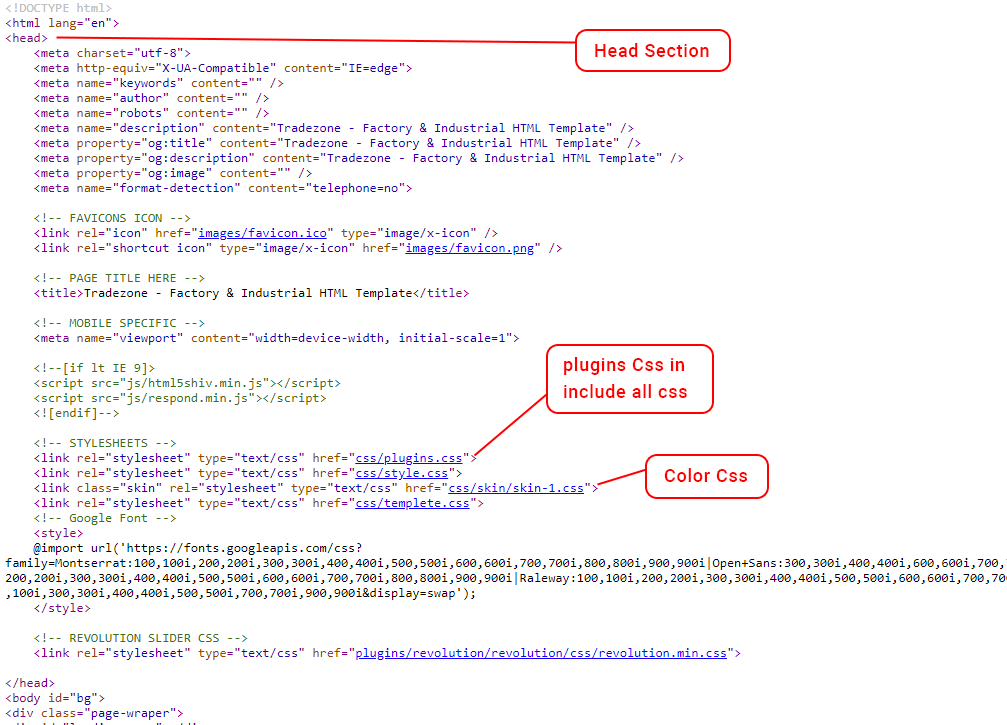 <!DOCTYPE html>
<html lang="en">
<head>
Head Section
<meta charset="utf-8">
<meta http-equiv="X-UA-Compatible" content="IE=edge">
<meta name="keywords" content="" />
<meta name="author" content="" />
<meta name="robots" content="" />
<meta name="description" content="Tradezone - Factory & Industrial HTML Template" />
<meta property="og:title" content="Tradezone - Factory & Industrial HTML Template" />
<meta property="og:description" content="Tradezone - Factory & Industrial HTML Template" />
<meta property="og:image" content="" />
<meta name="format-detection" content="telephone=no">
<!-- FAVICONS ICON -->
<link rel="icon" href="images/favicon.ico" type="image/x-icon" />
<link rel="shortcut icon" type="image/x-icon" href="images/favicon.png" />
<!-- PAGE TITLE HERE -->
<title>Tradezone - Factory & Industrial HTML Template</title>
<!-- MOBILE SPECIFIC -->
<meta name="viewport" content="width=device-width, initial-scale=1">
<!--[if lt IE 9]>
<script src="js/html5shiv.min.js"></script>
<script src="js/respond.min.js"></script>
<![endif]-->
plugins Css in
include all css
<!-- STYLESHEETS -->
<link rel="stylesheet" type="text/css" href="css/plugins.css">
<link rel="stylesheet" type="text/css" href="css/style.css">
<link class="skin" rel="stylesheet" type="text/css" href="css/skin/skin-1.css">
Color Css
<link rel="stylesheet" type="text/css" href="css/templete.css">
<!-- Google Font -->
<style>
@import url('https://fonts.googleapis.com/css?
family=Montserrat:100,100i,200,200i,300,300i,400,400i,500,500i,600,600i,700,700i,800,800i,900,900i|Open+Sans:300,300i,400,400i,600,600i,700,
200,200i,300,300i,400,400i,500,500i,600,600i,700,700i,800,800i,900,900i|Raleway:100,100i,200,200i,300,300i,400,400i,500,500i,600,600i,700,
,100i,300,300i,400,400i,500,500i,700,700i,900,900i&display=swap');
</style>
<!-- REVOLUTION SLIDER CSS -->
<link rel="stylesheet" type="text/css" href="plugins/revolution/revolution/css/revolution.min.css">
</head>
<body id="bg">
<div class="page-wraper">